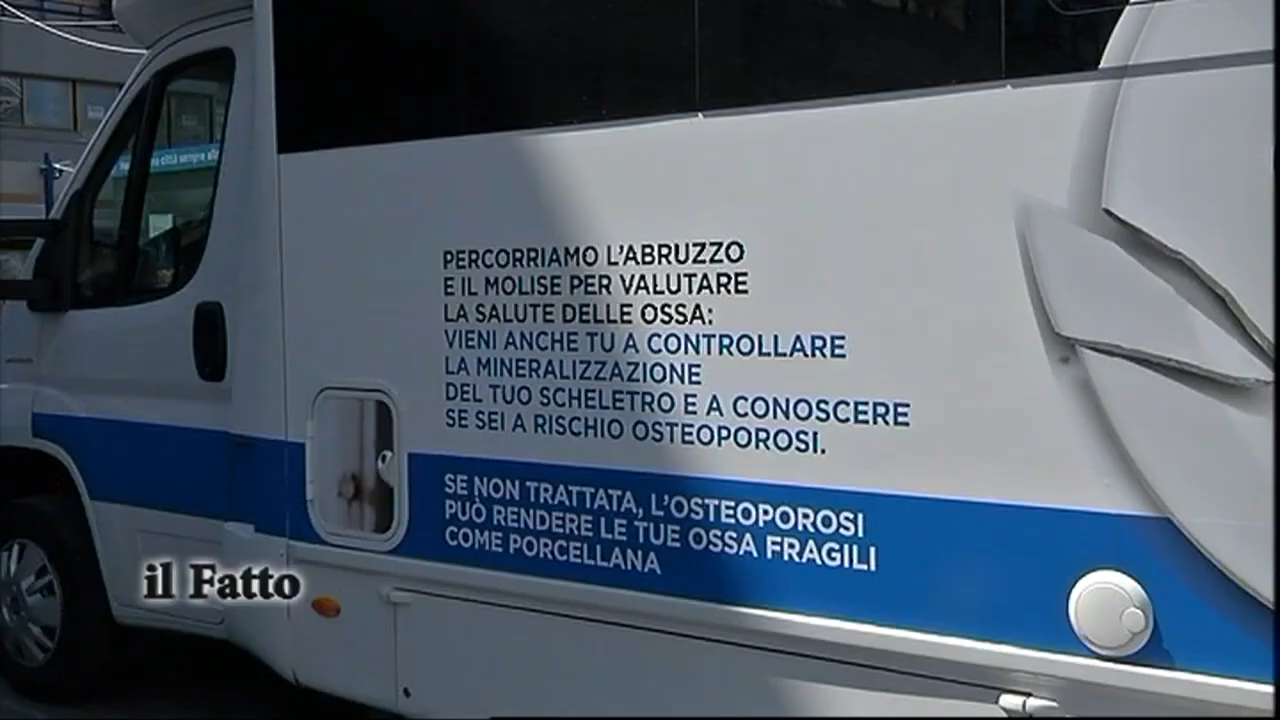 città sempre
PERCORRIAMO L'ABRUZZO
E IL MOLISE PER VALUTARE
LA SALUTE DELLE OSSA:
VIENI ANCHE TU A CONTROLLARE
LA MINERALIZZAZIONE
DEL TUO SCHELETRO E A CONOSCERE
SE SEI A RISCHIO OSTEOPOROSI.
SE NON TRATTATA, L'OSTEOPOROSI
PUÒ RENDERE LE TUE OSSA FRAGILI
COME PORCELLANA
il Fatto